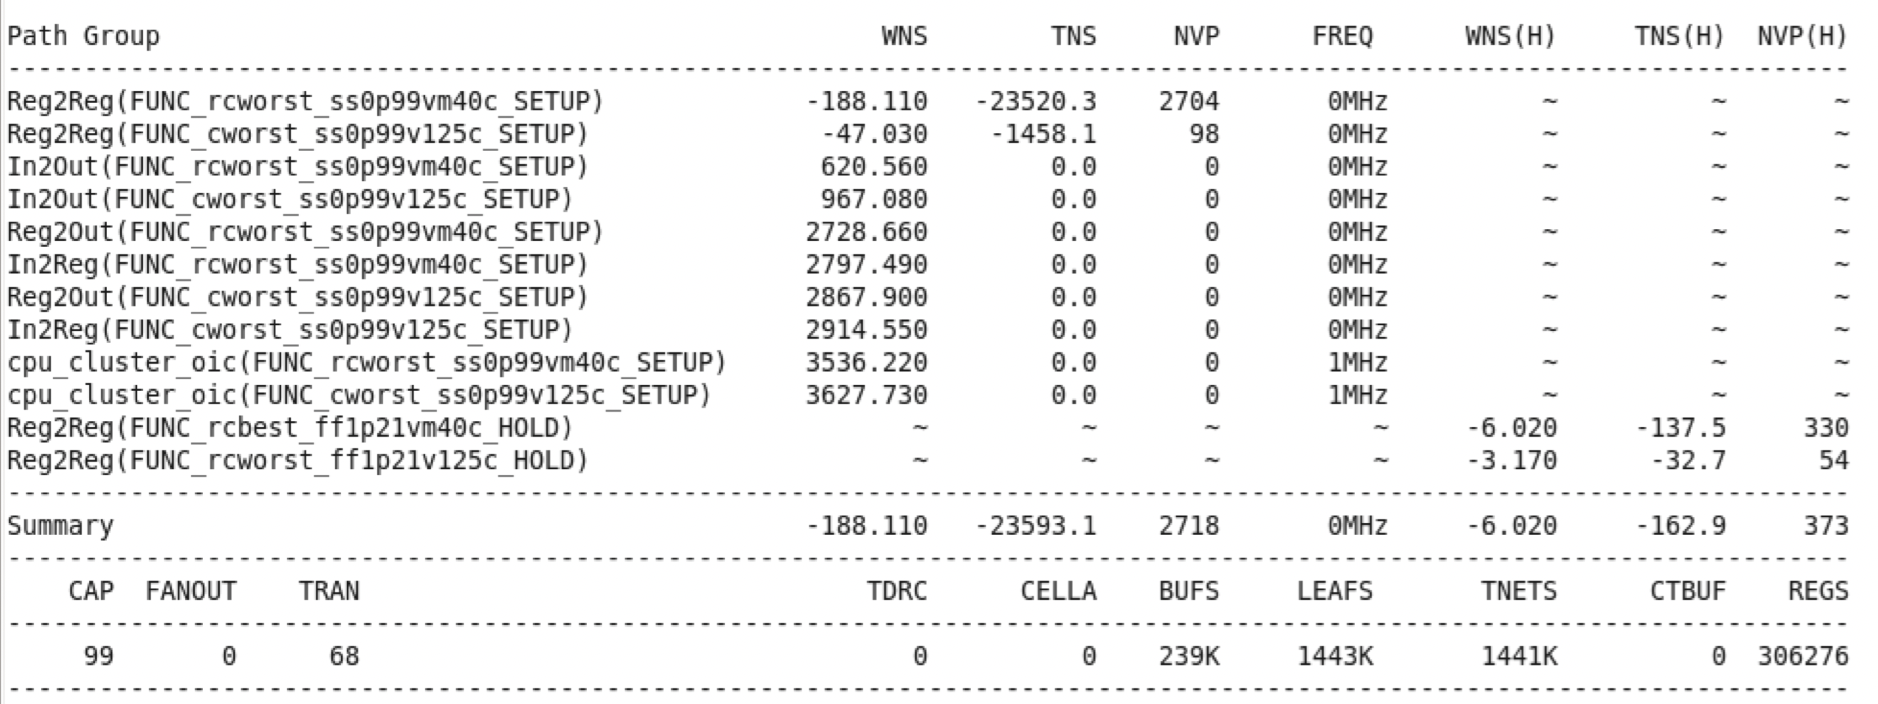 Path Group WNS TNS NVP FREQ WNS(H) TNS(H) NVP(H)
Reg2Reg(FUNC_rcworst_ss0p99vm40c_SETUP) -188.110 -23520.3 2704 0MHz ~ ~ ~
Reg2Reg(FUNC_cworst_ss0p99v125c_SETUP) -47.030 -1458.1 98 0MHz ~ ~ ~
In2Out(FUNC_rcworst_ss0p99vm40c_SETUP) 620.560 0.0 0 0MHz ~ ~ ~
In2Out(FUNC_cworst_ss0p99v125c_SETUP) 967.080 0.0 0 0MHz ~ ~ ~
Reg2Out(FUNC_rcworst_ss0p99vm40c_SETUP) 2728.660 0.0 0 0MHz ~ ~ ~
In2Reg(FUNC_rcworst_ss0p99vm40c_SETUP) 2797.490 0.0 0 0MHz ~ ~ ~
Reg2Out(FUNC_cworst_ss0p99v125c_SETUP) 2867.900 0.0 0 0MHz ~ ~ ~
In2Reg(FUNC_cworst_ss0p99v125c_SETUP) 2914.550 0.0 0 0MHz ~ ~ ~
cpu_cluster_oic(FUNC_rcworst_ss0p99vm40c_SETUP) 3536.220 0.0 0 1MHz ~ ~ ~
cpu_cluster_oic(FUNC_cworst_ss0p99v125c_SETUP) 3627.730 0.0 0 1MHz ~ ~ ~
Reg2Reg(FUNC_rcbest_ff1p21vm40c_HOLD) ~ ~ ~ ~ -6.020 -137.5 330
Reg2Reg(FUNC_rcworst_ff1p21v125c_HOLD) ~ ~ ~ ~ -3.170 -32.7 54
Summary -188.110 -23593.1 2718 0MHz -6.020 -162.9 373
CAP FANOUT TRAN TDRC CELLA BUFS LEAFS TNETS CTBUF REGS
99 0 68 0 0 239K 1443K 1441K 0 306276